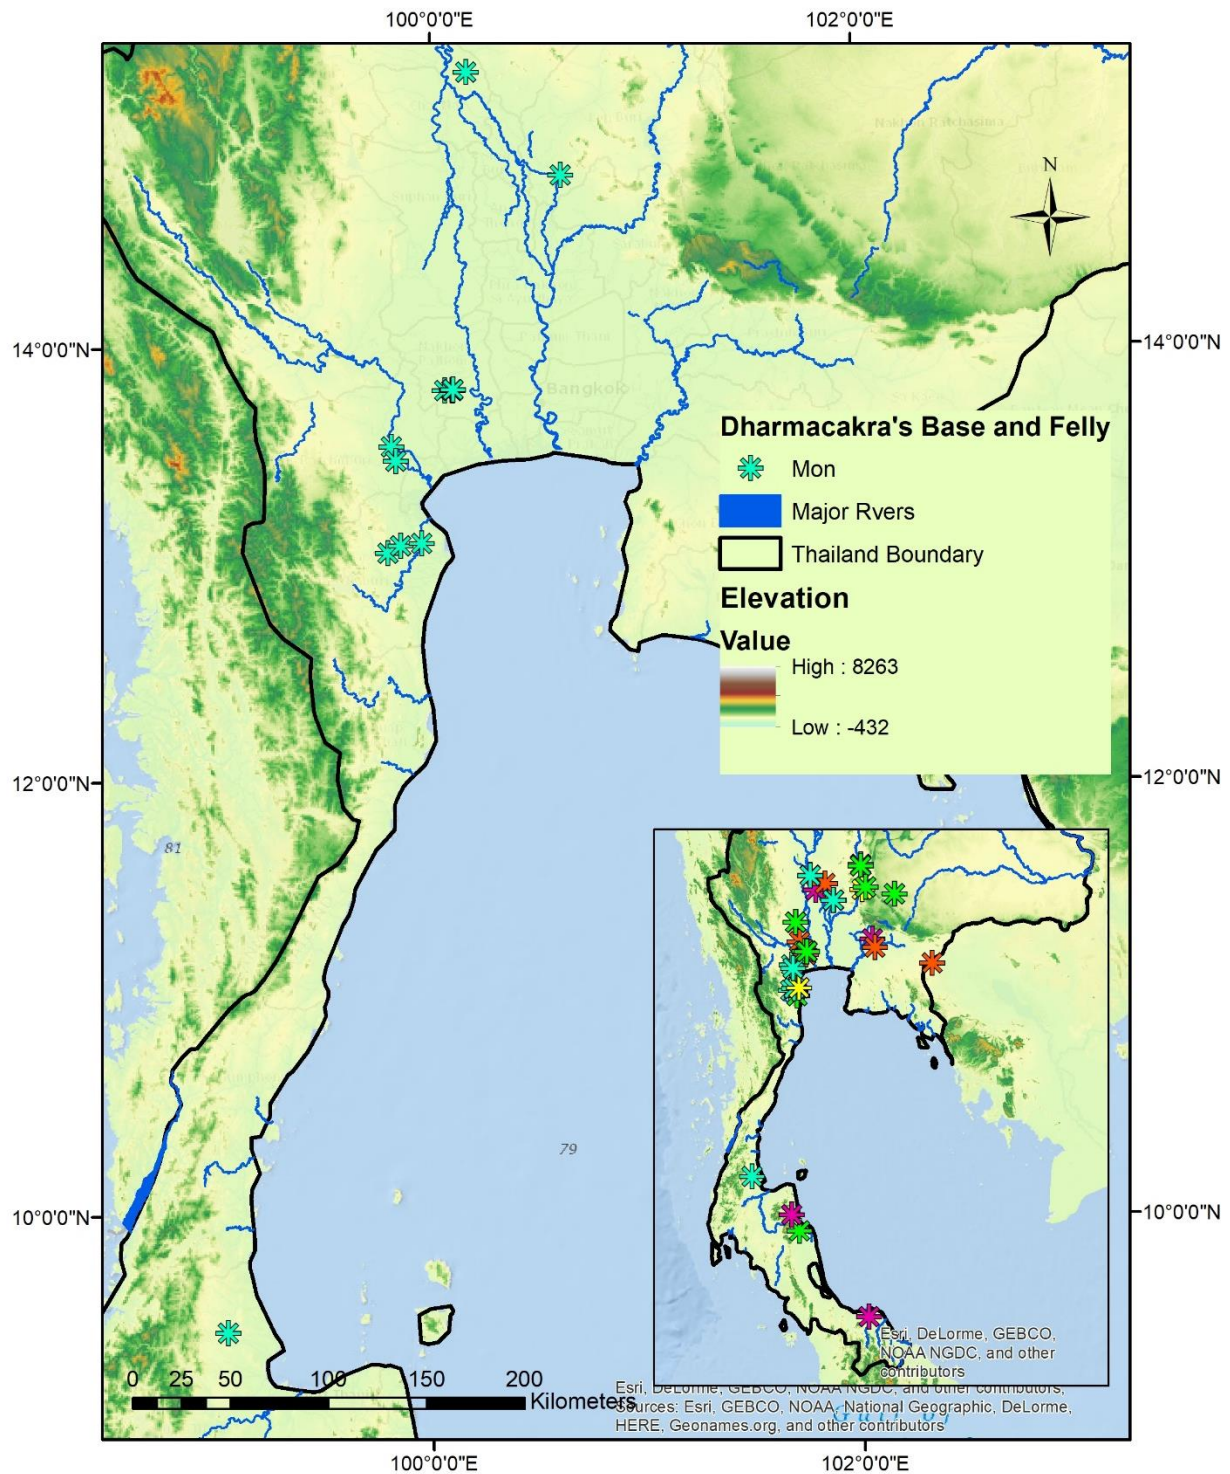 100°0'0"E
102°0'0"E
Nakhon Ratchasima
N
14°0'0"N
14°0'0"N
Bangkok
Dharmacakra's Base and Felly
Mon
Major Rvers
Thailand Boundary
Elevation
Value
High : 8263
Low : -432
12°0'0"N
12°0'0"N
81
79
10°0'0"N
10°0'0"N
0 25 50 100 150 200
Kilometers
Esri, DeLorme, GEBCO,
NOAA NGDC, and other
contributors
Esri, DeLorme, GEBCO, NOAA NGDC, and other contributors,
Sources: Esri, GEBCO, NOAA, National Geographic, DeLorme,
HERE, Geonames.org, and other contributors
100°0'0"E
102°0'0"E